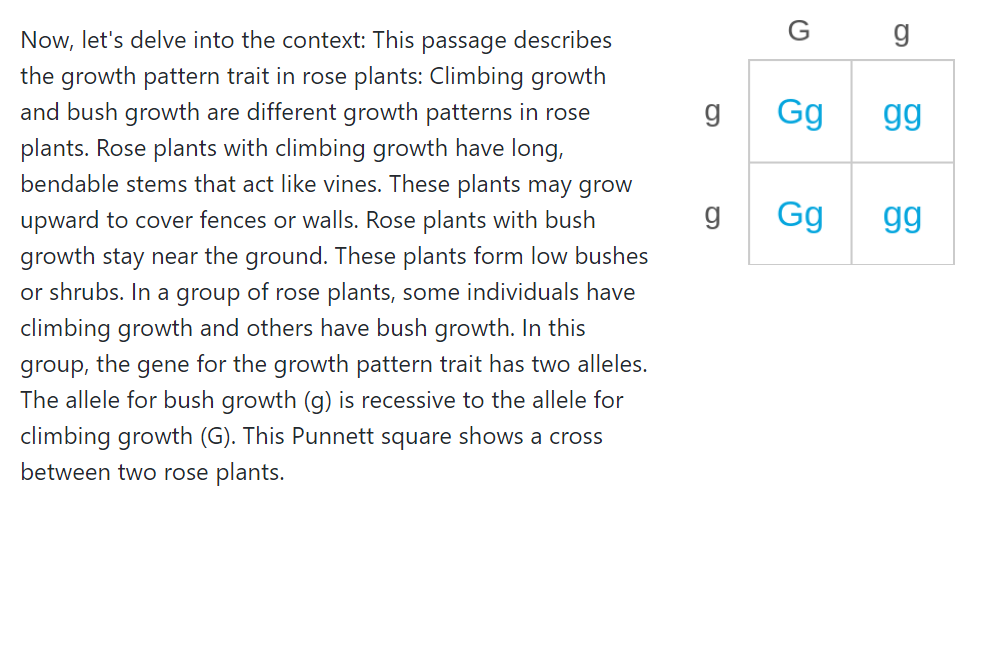 Now, let's delve into the context: This passage describes
the growth pattern trait in rose plants: Climbing growth
and bush growth are different growth patterns in rose
plants. Rose plants with climbing growth have long,
bendable stems that act like vines. These plants may grow
upward to cover fences or walls. Rose plants with bush
growth stay near the ground. These plants form low bushes
or shrubs. In a group of rose plants, some individuals have
climbing growth and others have bush growth. In this
group, the gene for the growth pattern trait has two alleles.
The allele for bush growth (g) is recessive to the allele for
climbing growth (G). This Punnett square shows a cross
between two rose plants.
G g
g Gg gg
g Gg gg